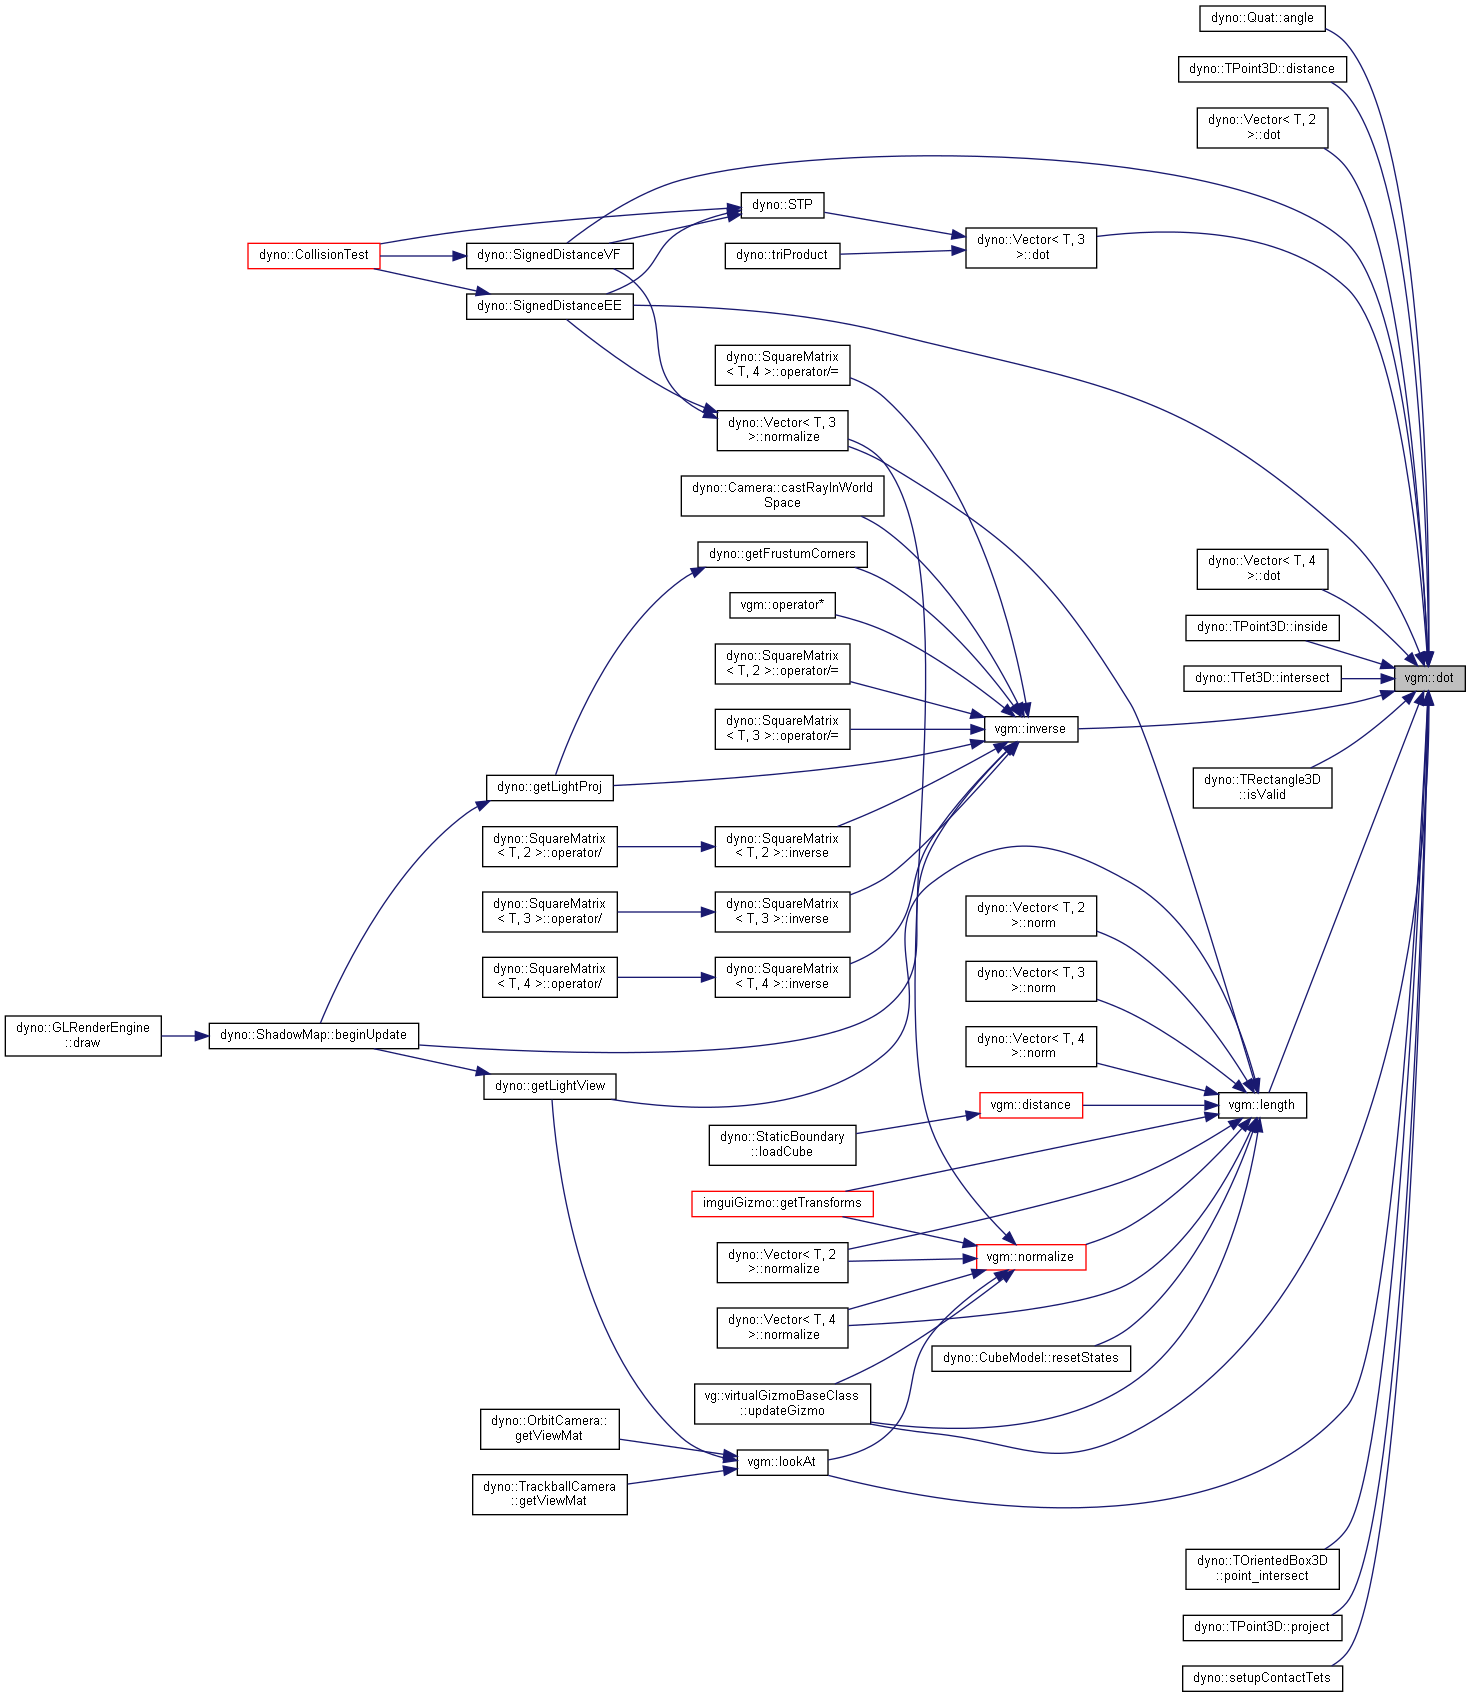 dyno::Quat::angle
dyno::TPoint3D::distance
dyno::Vector< T, 2
>::dot
dyno::STP
dyno::Vector< T, 3
>::dot
dyno::CollisionTest
dyno::SignedDistanceVF
dyno::triProduct
dyno::SignedDistanceEE
dyno::SquareMatrix
< T, 4 >::operator/=
dyno::Vector< T, 3
>::normalize
dyno::Camera::castRayInWorld
Space
dyno::getFrustumCorners
dyno::Vector< T, 4
>::dot
vgm::operator*
dyno::TPoint3D::inside
dyno::SquareMatrix
< T, 2 >::operator/=
dyno::TTet3D::intersect
vgm::dot
dyno::SquareMatrix
< T, 3 >::operator/=
vgm::inverse
dyno::getLightProj
dyno::TRectangle3D
::isValid
dyno::SquareMatrix
< T, 2 >::operator/
dyno::SquareMatrix
< T, 2 >::inverse
dyno::SquareMatrix
< T, 3 >::operator/
dyno::SquareMatrix
< T, 3 >::inverse
dyno::Vector< T, 2
>::norm
dyno::SquareMatrix
< T, 4 >::operator/
dyno::SquareMatrix
< T, 4 >::inverse
dyno::Vector< T, 3
>::norm
dyno::GLRenderEngine
::draw
dyno::ShadowMap::beginUpdate
dyno::Vector< T, 4
>::norm
dyno::getLightView
vgm::distance
vgm::length
dyno::StaticBoundary
::loadCube
imguiGizmo::getTransforms
dyno::Vector< T, 2
>::normalize
vgm::normalize
dyno::Vector< T, 4
>::normalize
dyno::CubeModel::resetStates
vg::virtualGizmoBaseClass
::updateGizmo
dyno::OrbitCamera::
getViewMat
vgm::lookAt
dyno::TrackballCamera
::getViewMat
dyno::TOrientedBox3D
::point_intersect
dyno::TPoint3D::project
dyno::setupContactTets